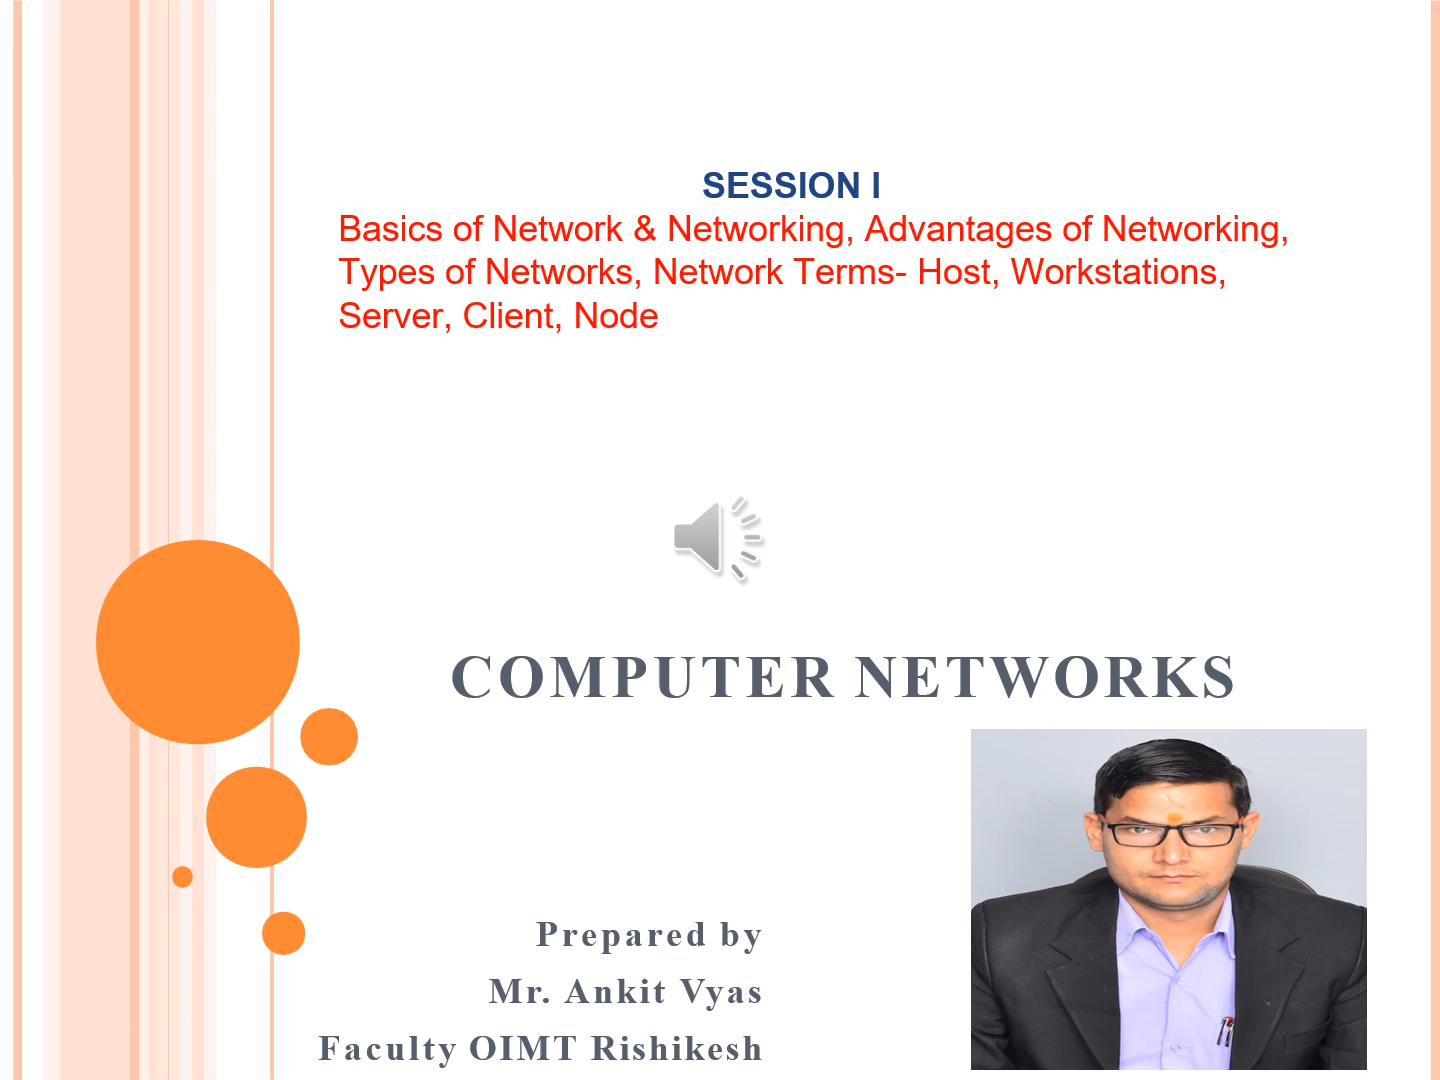 SESSION I
Basics of Network & Networking, Advantages of Networking,
Types of Networks, Network Terms- Host, Workstations,
Server, Client, Node
COMPUTER NETWORKS
Prepared by
Mr. Ankit Vyas
Faculty OIMT Rishikesh